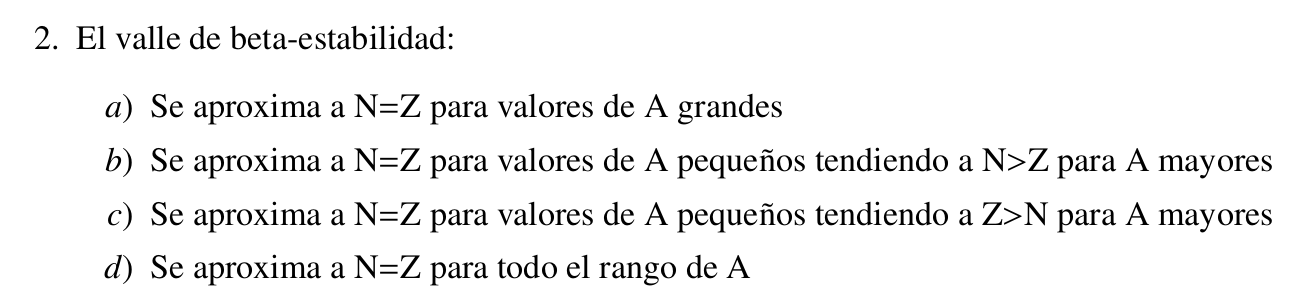 2. El valle de beta-estabilidad:
a) Se aproxima a N=Z para valores de A grandes
b) Se aproxima a N=Z para valores de A pequeños tendiendo a N>Z para A mayores
c) Se aproxima a N=Z para valores de A pequeños tendiendo a Z>N para A mayores
d) Se aproxima a N=Z para todo el rango de A